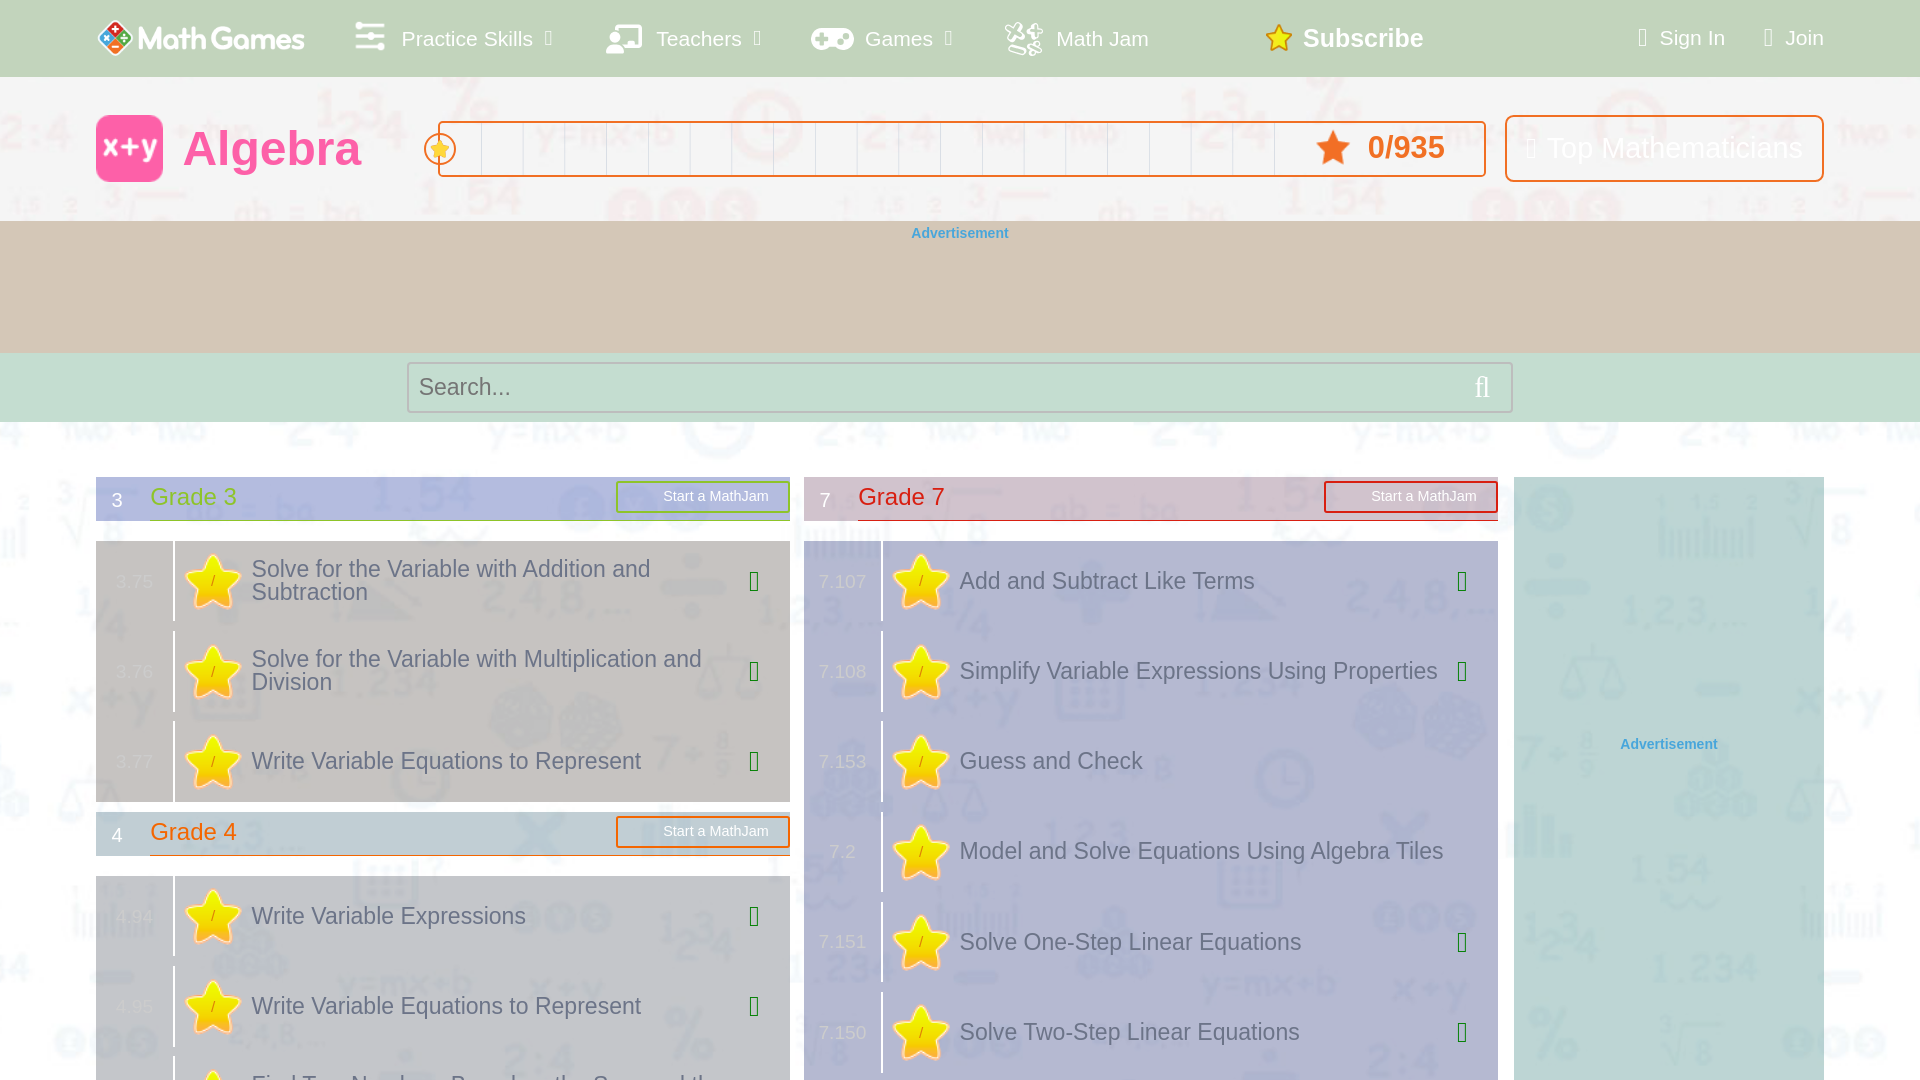 Math Games
Practice Skills
Teachers
Games
Math Jam
Subscribe
Sign In
Join
x+y
Algebra
0/935
Top Mathematicians
Advertisement
Search...
3
Grade 3
Start a MathJam
3.75
/
Solve for the Variable with Addition and
Subtraction
3.76
/
Solve for the Variable with Multiplication and
Division
3.77
/
Write Variable Equations to Represent
4
Grade 4
Start a MathJam
4.94
/
Write Variable Expressions
4.95
/
Write Variable Equations to Represent
7
Grade 7
Start a MathJam
7.107
/
Add and Subtract Like Terms
7.108
/
Simplify Variable Expressions Using Properties
7.153
/
Guess and Check
7.2
/
Model and Solve Equations Using Algebra Tiles
7.151
/
Solve One-Step Linear Equations
7.150
/
Solve Two-Step Linear Equations
Advertisement